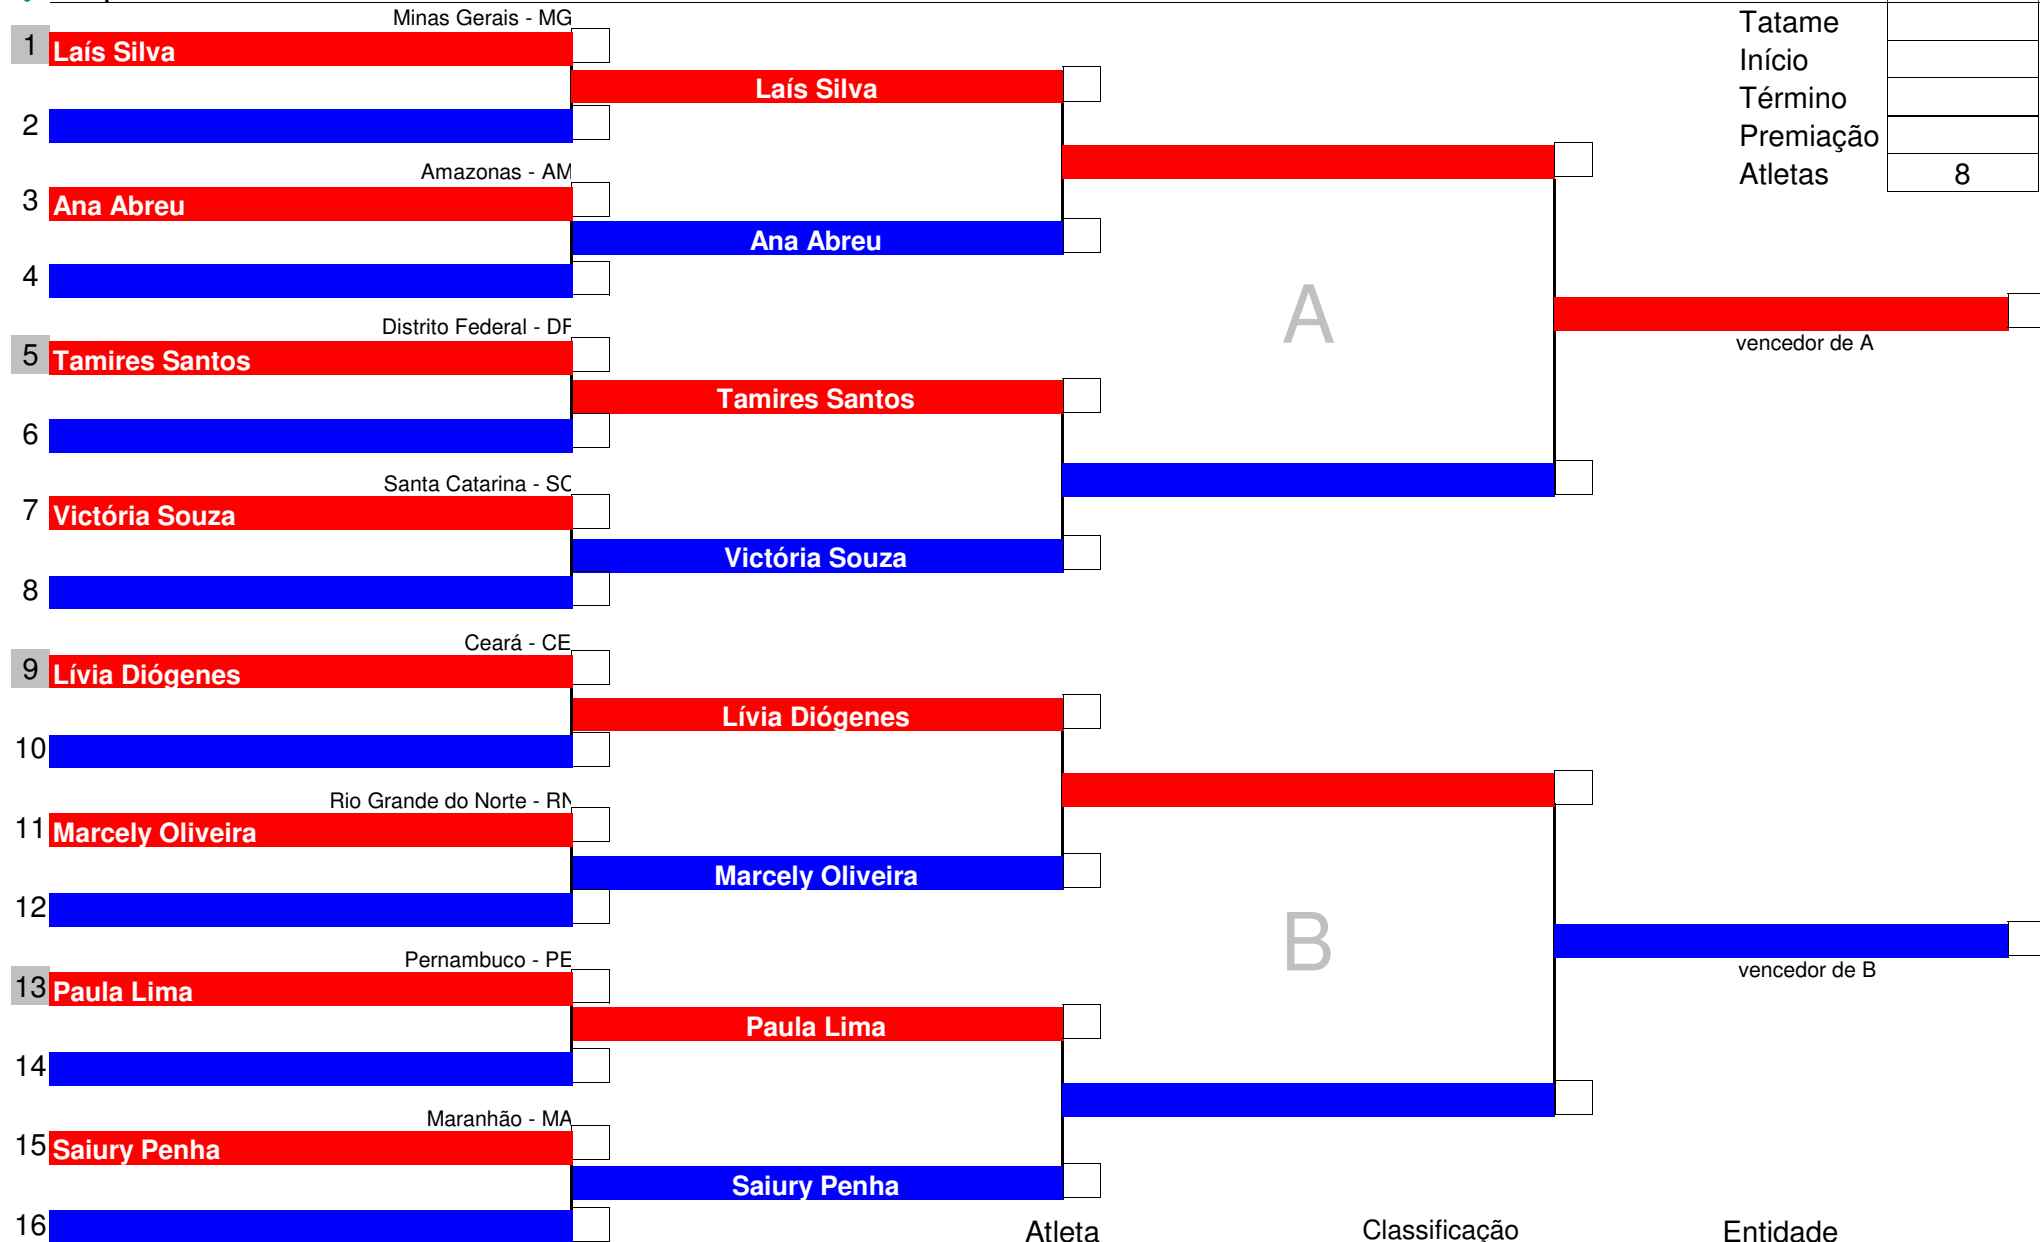 Minas Gerais - MG
Tatame
1 Laís Silva
Início
Laís Silva
Término
2
Premiação
Amazonas - AM
Atletas 8
3 Ana Abreu
Ana Abreu
4
A
Distrito Federal - DF
vencedor de A
5 Tamires Santos
Tamires Santos
6
Santa Catarina - SC
7 Victória Souza
Victória Souza
8
Ceará - CE
9 Lívia Diógenes
Lívia Diógenes
10
Rio Grande do Norte - RN
11 Marcely Oliveira
Marcely Oliveira
12
B
Pernambuco - PE
vencedor de B
13 Paula Lima
Paula Lima
14
Maranhão - MA
15 Saiury Penha
Saiury Penha
16
Atleta Classificação Entidade